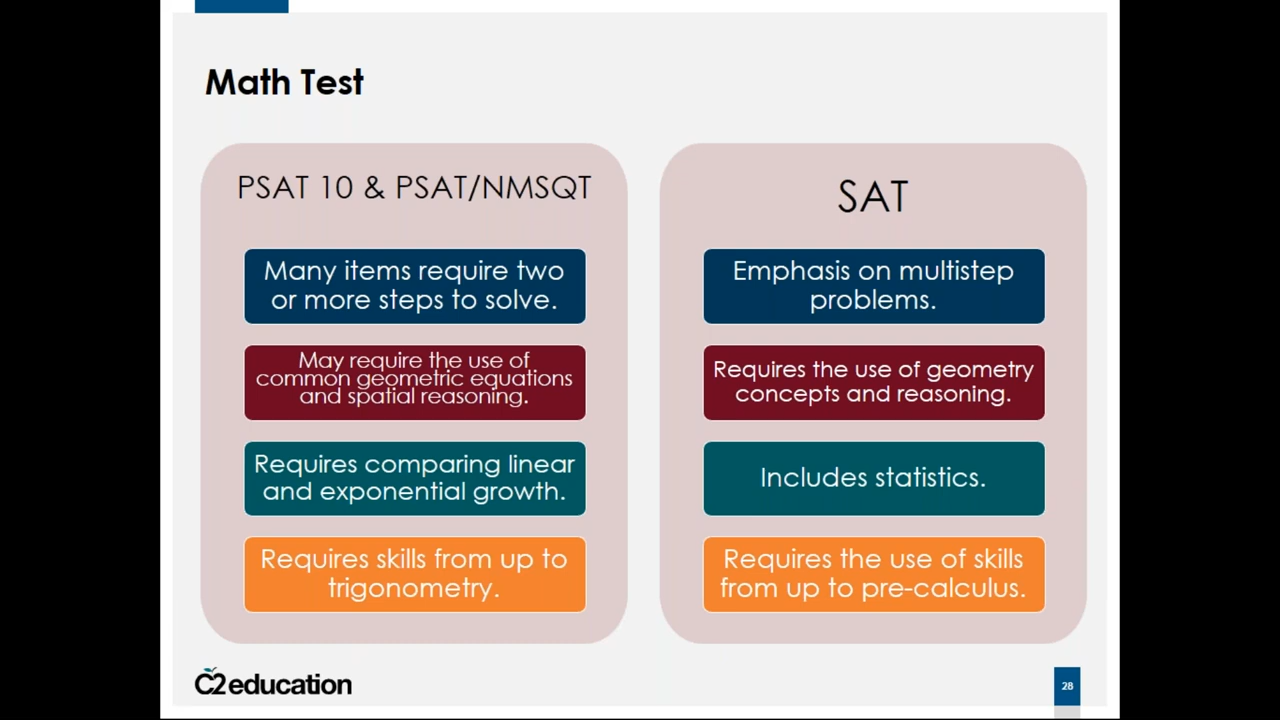 Math Test
PSAT 10 & PSAT/NMSQT
Many items require two
or more steps to solve.
May require the use of
common geometric equations
and spatial reasoning.
Requires comparing linear
and exponential growth.
Requires skills from up to
trigonometry.
SAT
Emphasis on multistep
problems.
Requires the use of geometry
concepts and reasoning.
Includes statistics.
Requires the use of skills
from up to pre-calculus.
C2education
28